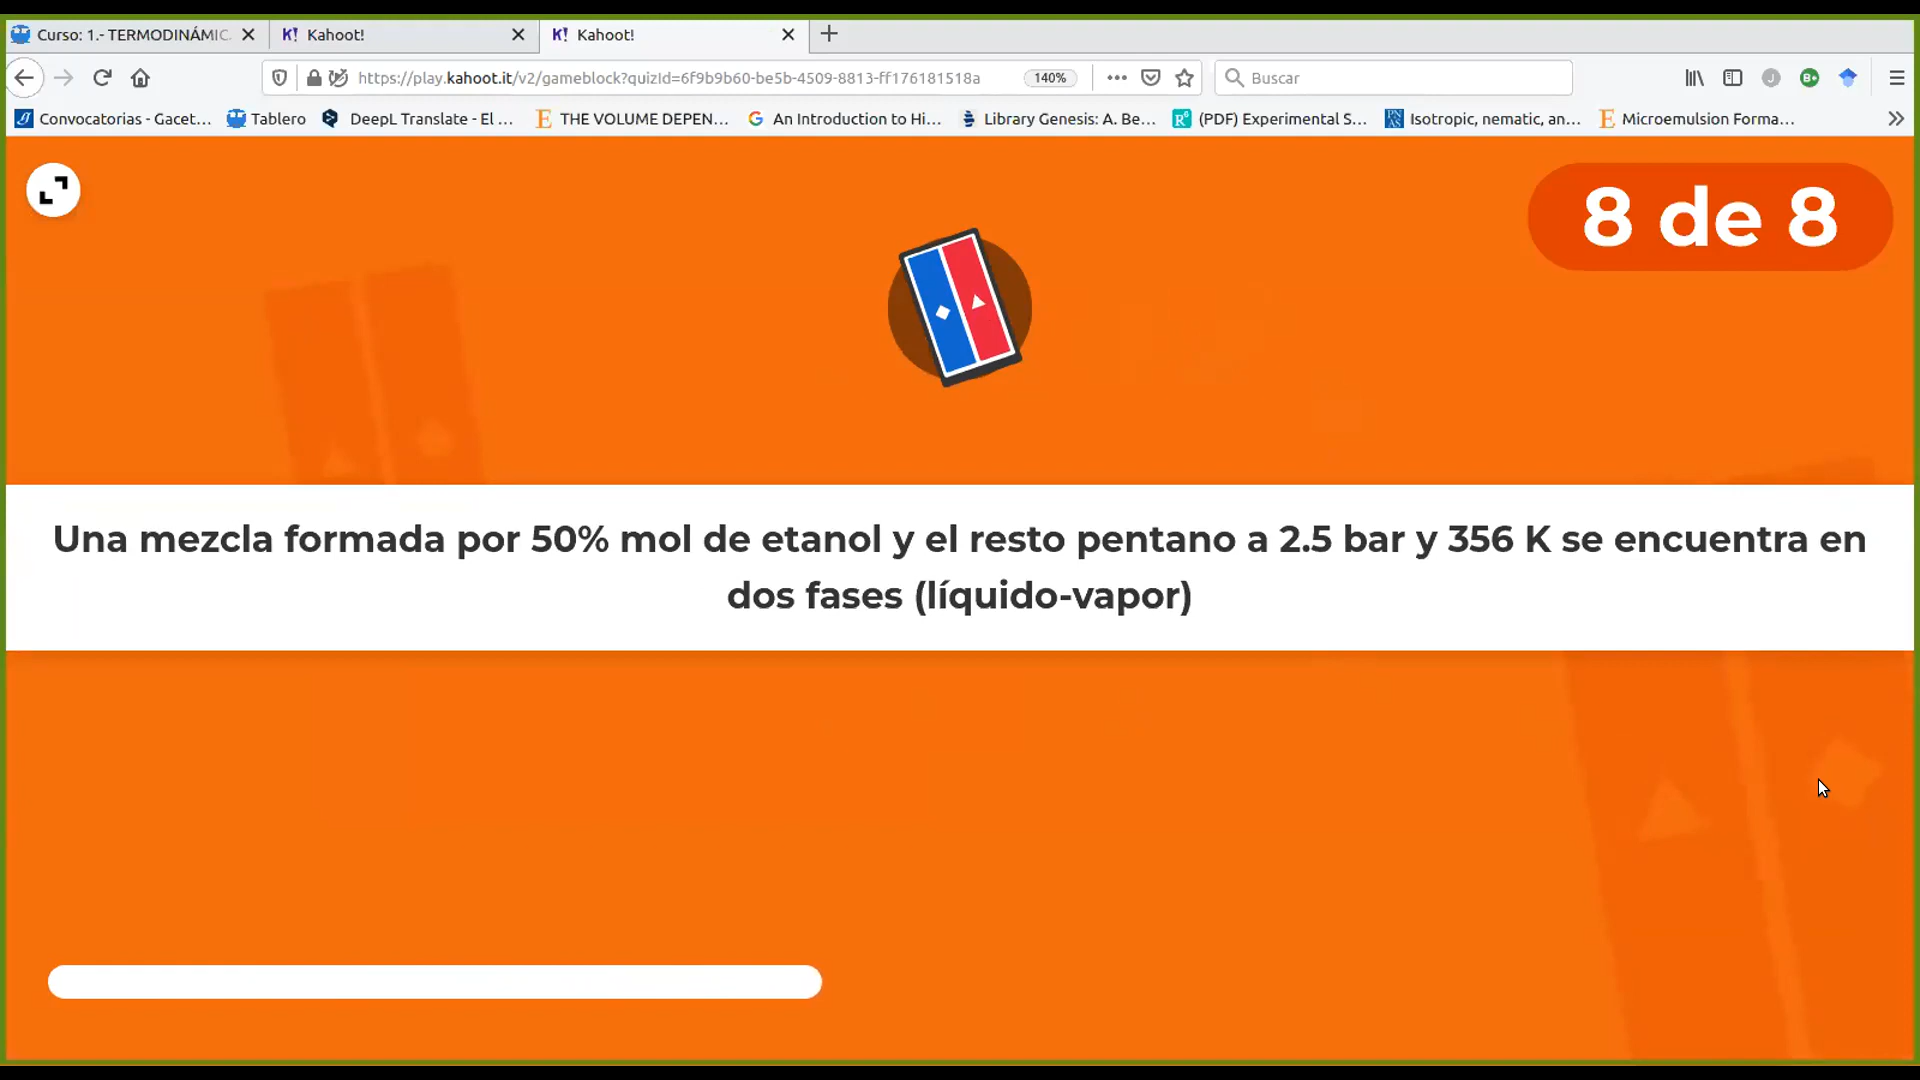 Curso: 1.- TERMODINÁMIC
K! Kahoot!
K! Kahoot!
https://play.kahoot.it/v2/gameblock?quizId=6f9b9b60-be5b-4509-8813-ff176181518a
140%
Buscar
Convocatorias - Gacet...
Tablero
DeepL Translate - El ...
THE VOLUME DEPEN...
An Introduction to Hi...
Library Genesis: A. Be...
(PDF) Experimental S...
Isotropic, nematic, an...
Microemulsion Forma...
8 de 8
Una mezcla formada por 50% mol de etanol y el resto pentano a 2.5 bar y 356 K se encuentra en
dos fases (líquido-vapor)